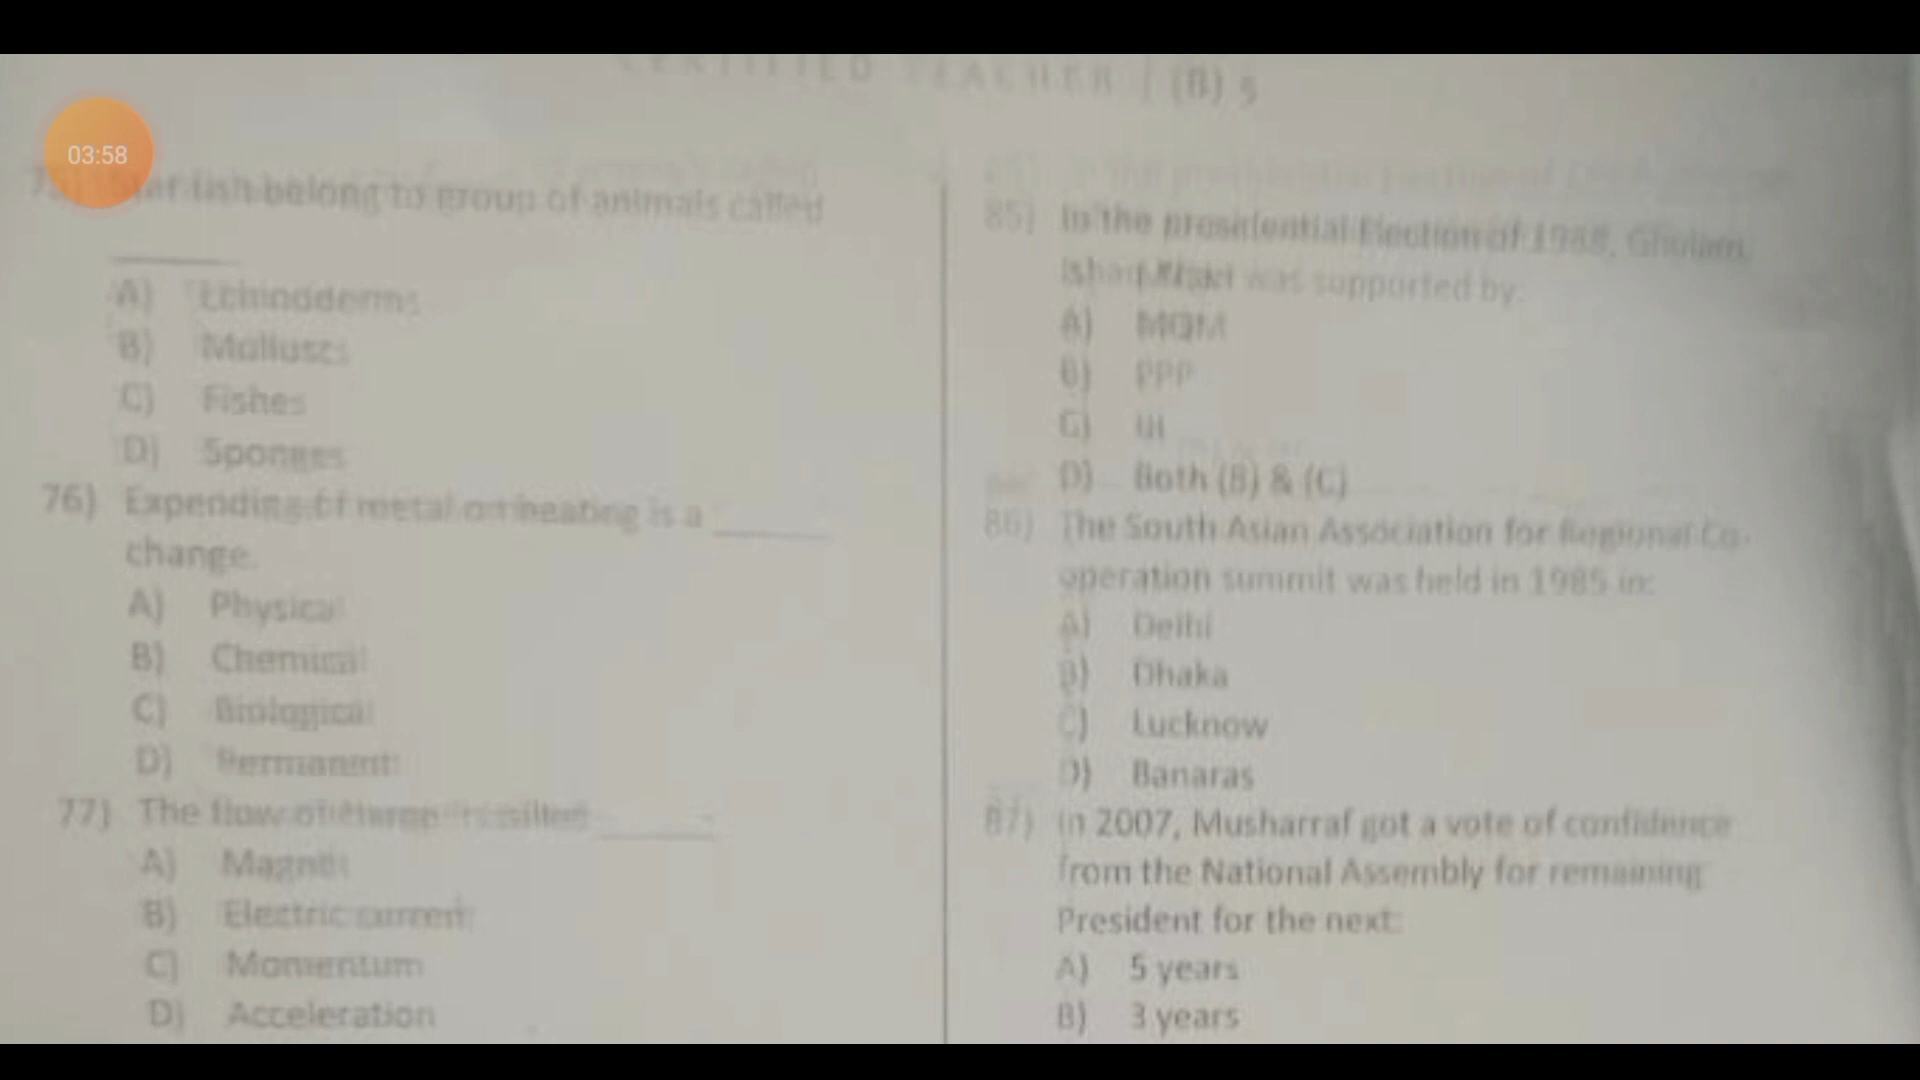 CERTIFIED TEACHER | (B) 5
03:58
Star fish belong to group of animals called
A) Echinoderms
B) Molluscs
C) Fishes
D) Sponges
76) Expending of metal on heating is a ______
change.
A) Physical
B) Chemical
C) Biological
D) Permanent
77) The flow of charge is called ______
A) Magnet
B) Electric current
C) Momentum
D) Acceleration
85) In the presidential Election of 1988, Ghulam
Ishaq Khan was supported by:
A) MQM
B) PPP
C) IJI
D) Both (B) & (C)
86) The South Asian Association for Regional Co-
operation summit was held in 1985 in:
A) Delhi
B) Dhaka
C) Lucknow
D) Banaras
87) In 2007, Musharraf got a vote of confidence
from the National Assembly for remaining
President for the next:
A) 5 years
B) 3 years